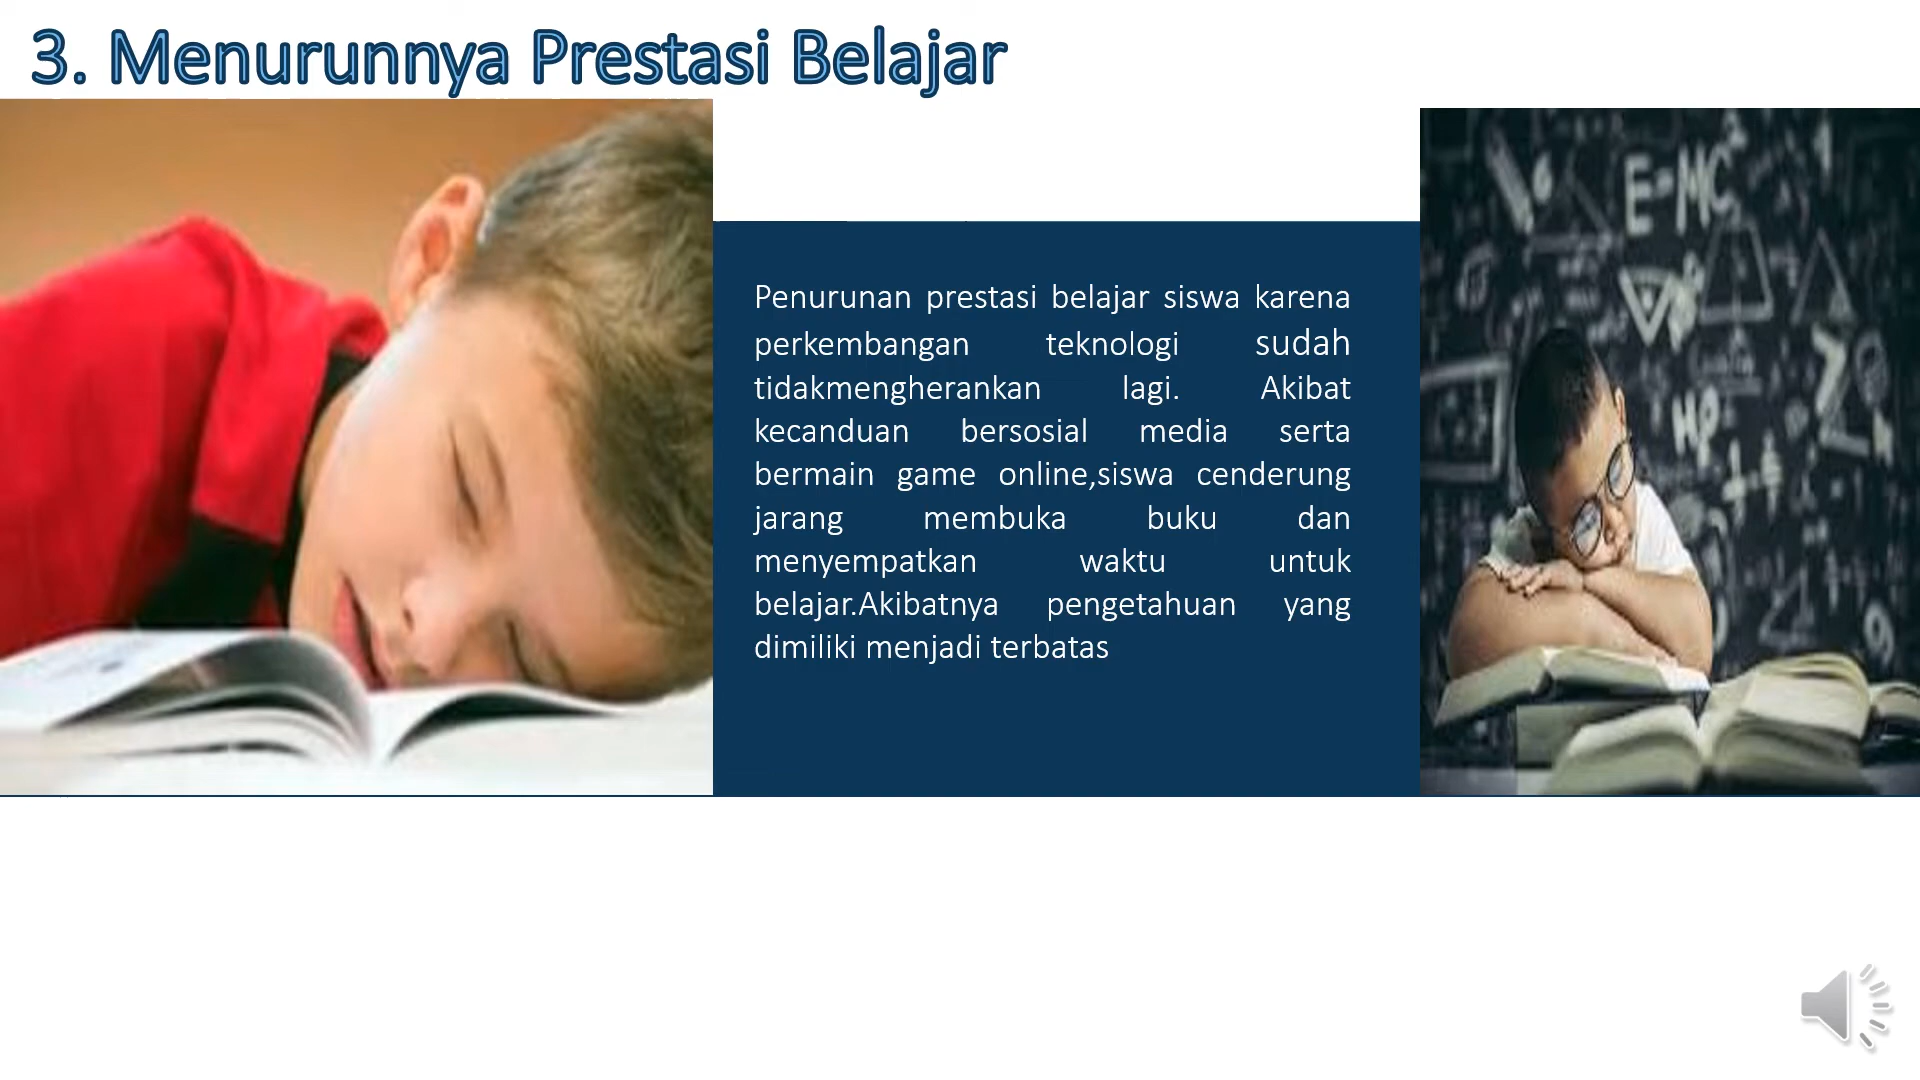 3. Menurunnya Prestasi Belajar
Penurunan prestasi belajar siswa karena
perkembangan teknologi sudah
tidakmengherankan lagi. Akibat
kecanduan bersosial media serta
bermain game online,siswa cenderung
jarang membuka buku dan
menyempatkan waktu untuk
belajar.Akibatnya pengetahuan yang
dimiliki menjadi terbatas
E=MC²